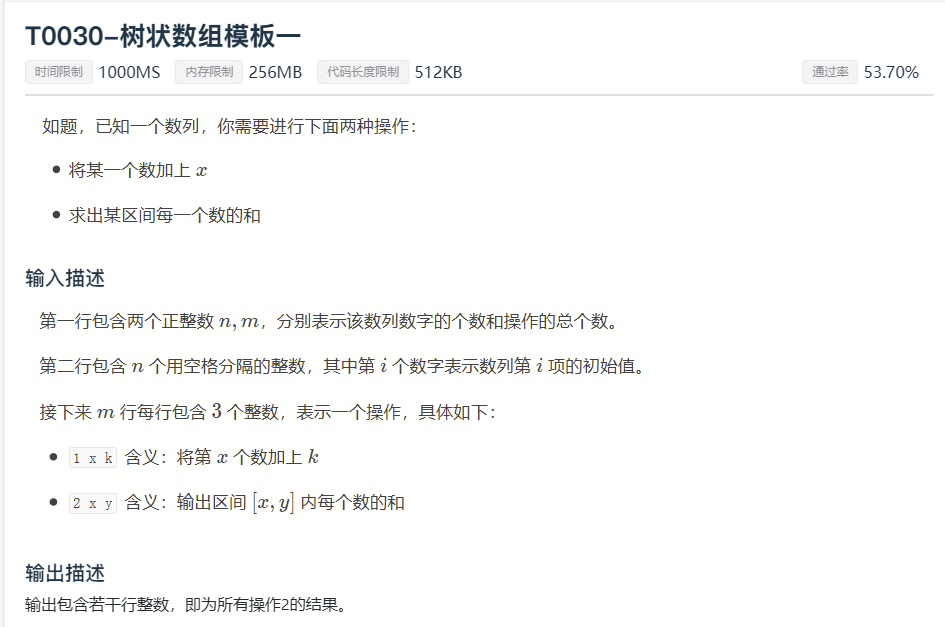 T0030-树状数组模板一
时间限制 1000MS 内存限制 256MB 代码长度限制 512KB 通过率 53.70%
如题，已知一个数列，你需要进行下面两种操作：
• 将某一个数加上 x
• 求出某区间每一个数的和
输入描述
第一行包含两个正整数 n, m，分别表示该数列数字的个数和操作的总个数。
第二行包含 n 个用空格分隔的整数，其中第 i 个数字表示数列第 i 项的初始值。
接下来 m 行每行包含 3 个整数，表示一个操作，具体如下：
• 1 x k 含义：将第 x 个数加上 k
• 2 x y 含义：输出区间 [x, y] 内每个数的和
输出描述
输出包含若干行整数，即为所有操作2的结果。